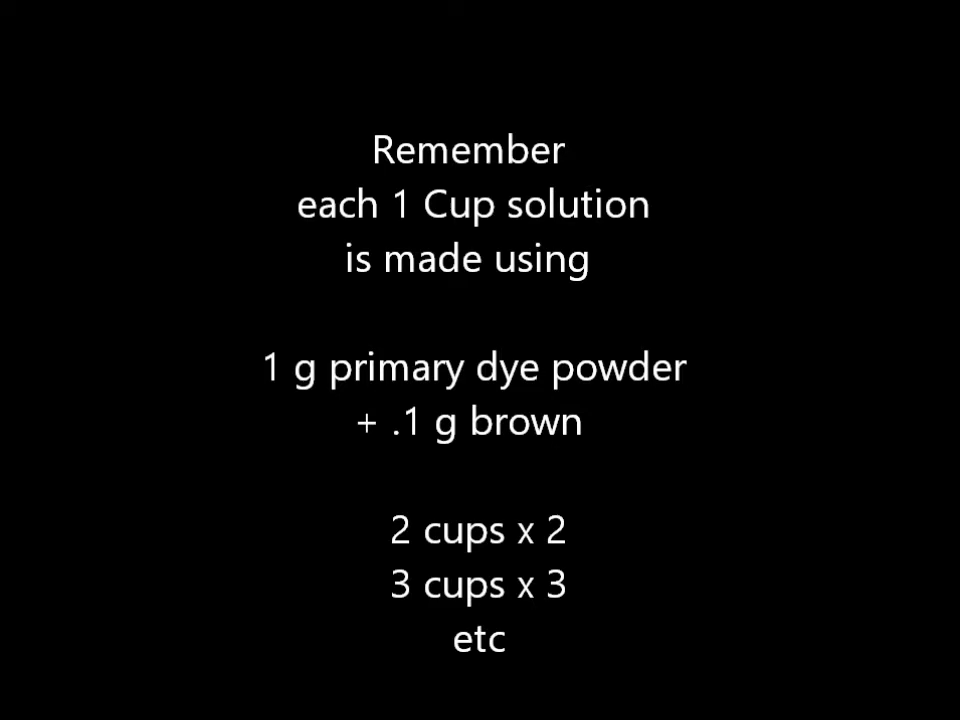 Remember
each 1 Cup solution
is made using
1 g primary dye powder
+ .1 g brown
2 cups x 2
3 cups x 3
etc